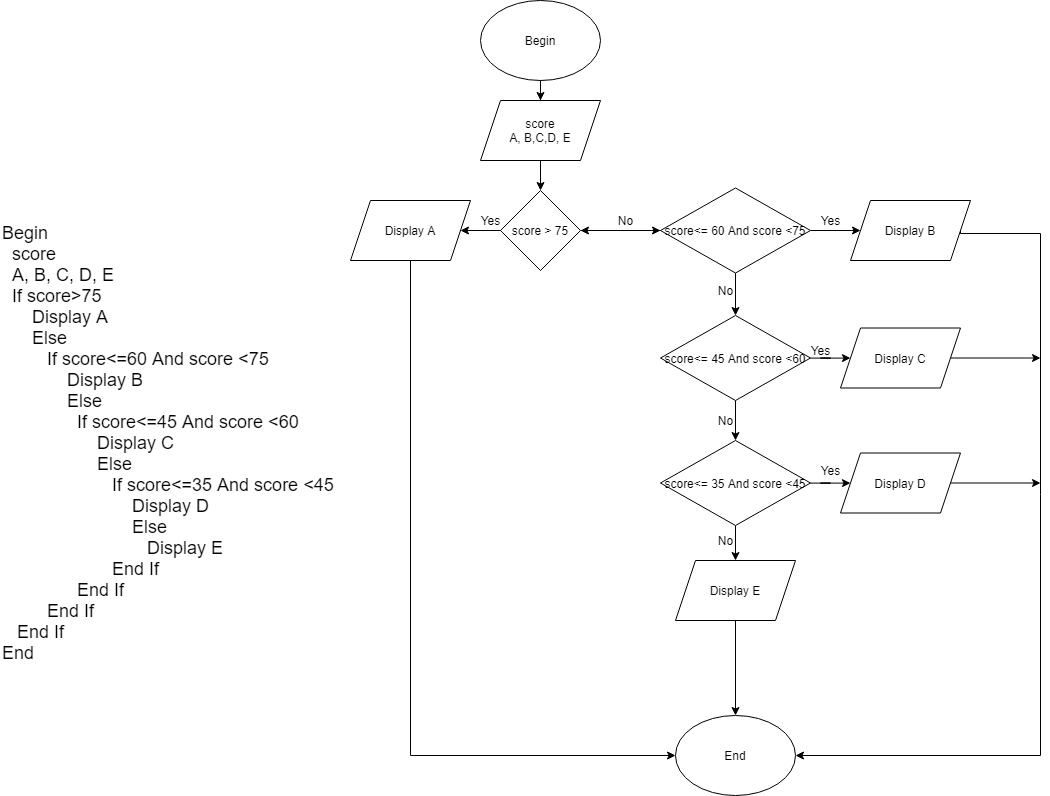 Begin
score
A, B, C, D, E
If score>75
Display A
Else
If score<=60 And score <75
Display B
Else
If score<=45 And score <60
Display C
Else
If score<=35 And score <45
Display D
Else
Display E
End If
End If
End If
End If
End
Begin
score
A, B,C,D, E
Display A
Yes
score > 75
No
score<= 60 And score <75
Yes
Display B
No
score<= 45 And score <60
Yes
Display C
No
score<= 35 And score <45
Yes
Display D
No
Display E
End